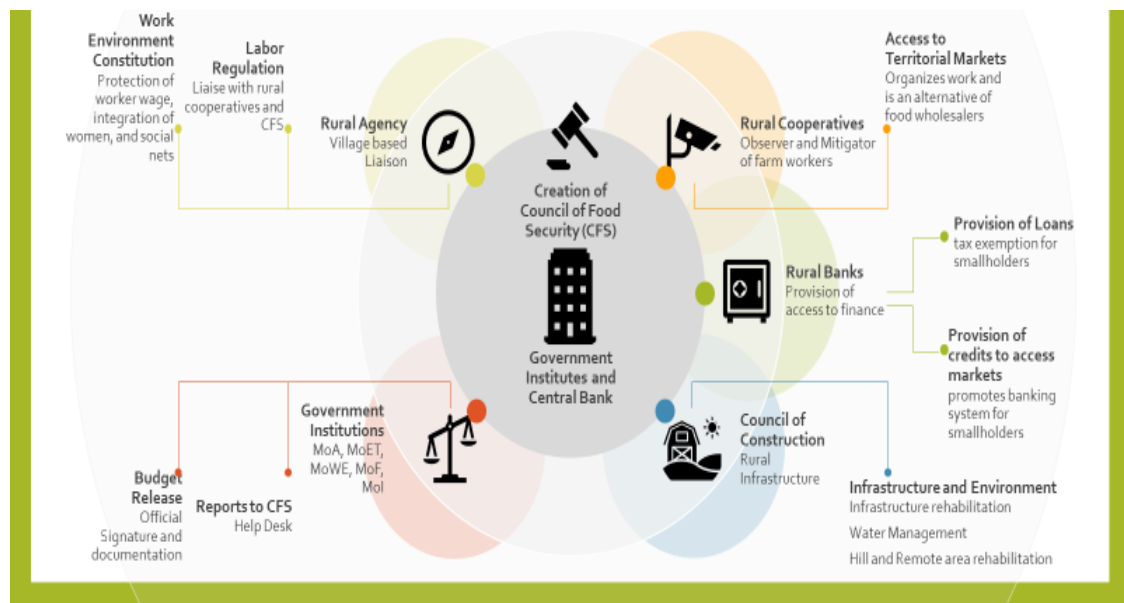 Work
Environment
Constitution
Protection of
worker wage,
integration of
women, and social
nets
Labor
Regulation
Liaise with rural
cooperatives and
CFS
Rural Agency
Village based
Liaison
Creation of
Council of Food
Security (CFS)
Government
Institutes and
Central Bank
Rural Cooperatives
Observer and Mitigator
of farm workers
Access to
Territorial Markets
Organizes work and
is an alternative of
food wholesalers
Rural Banks
Provision of
access to finance
Provision of Loans
tax exemption for
smallholders
Provision of
credits to access
markets
promotes banking
system for
smallholders
Government
Institutions
MoA, MoET,
MoWE, MoF,
MoI
Budget
Release
Official
Signature and
documentation
Reports to CFS
Help Desk
Council of
Construction
Rural
Infrastructure
Infrastructure and Environment
Infrastructure rehabilitation
Water Management
Hill and Remote area rehabilitation